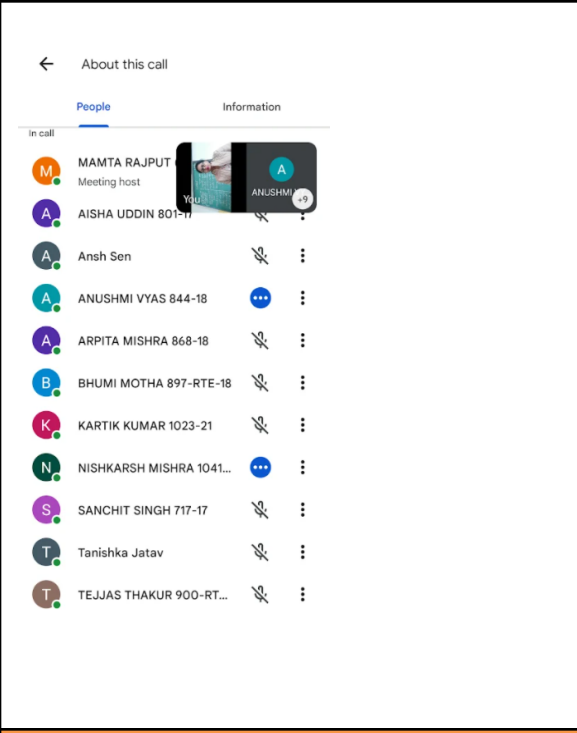 About this call
People
Information
In call
M
MAMTA RAJPUT
Meeting host
You
A
ANUSHMI
+9
A
AISHA UDDIN 801-17
A
Ansh Sen
A
ANUSHMI VYAS 844-18
A
ARPITA MISHRA 868-18
B
BHUMI MOTHA 897-RTE-18
K
KARTIK KUMAR 1023-21
N
NISHKARSH MISHRA 1041...
S
SANCHIT SINGH 717-17
T
Tanishka Jatav
T
TEJJAS THAKUR 900-RT...